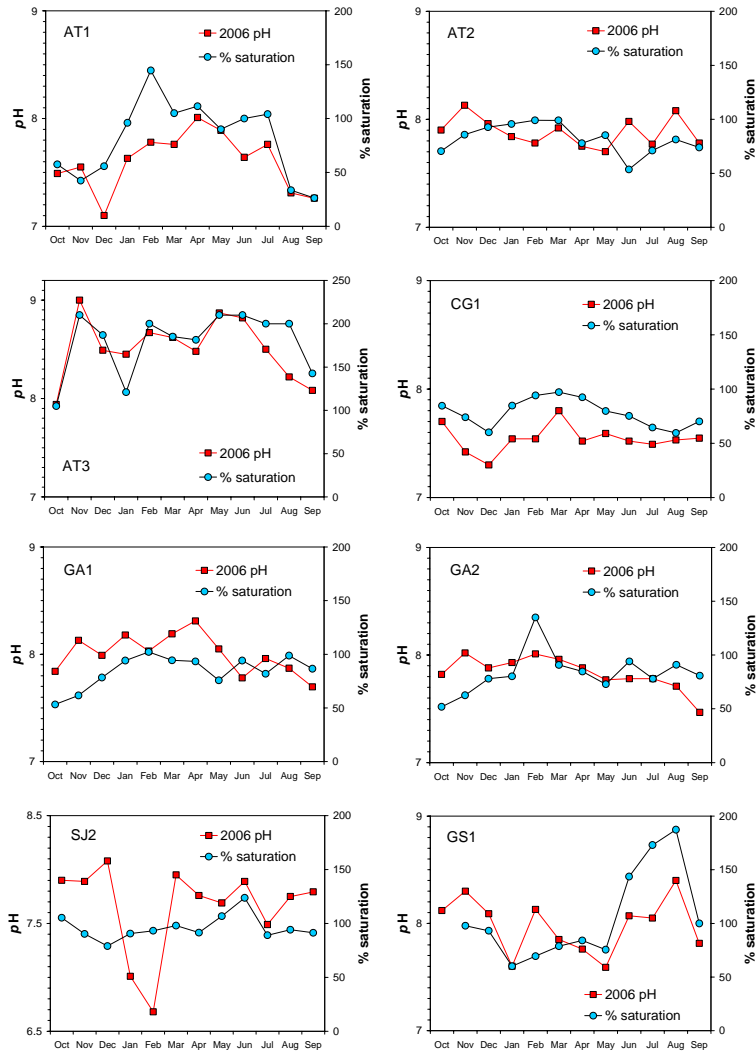 AT1
2006 pH
% saturation
pH
9
8
7
200
150
100
50
0
% saturation
Oct Nov Dec Jan Feb Mar Apr May Jun Jul Aug Sep
AT2
2006 pH
% saturation
pH
9
8
7
200
150
100
50
0
% saturation
Oct Nov Dec Jan Feb Mar Apr May Jun Jul Aug Sep
AT3
2006 pH
% saturation
pH
9
8
7
250
200
150
100
50
0
% saturation
Oct Nov Dec Jan Feb Mar Apr May Jun Jul Aug Sep
CG1
2006 pH
% saturation
pH
9
8
7
200
150
100
50
0
% saturation
Oct Nov Dec Jan Feb Mar Apr May Jun Jul Aug Sep
GA1
2006 pH
% saturation
pH
9
8
7
200
150
100
50
0
% saturation
Oct Nov Dec Jan Feb Mar Apr May Jun Jul Aug Sep
GA2
2006 pH
% saturation
pH
9
8
7
200
150
100
50
0
% saturation
Oct Nov Dec Jan Feb Mar Apr May Jun Jul Aug Sep
SJ2
2006 pH
% saturation
pH
8.5
7.5
6.5
200
150
100
50
0
% saturation
Oct Nov Dec Jan Feb Mar Apr May Jun Jul Aug Sep
GS1
2006 pH
% saturation
pH
9
8
7
200
150
100
50
0
% saturation
Oct Nov Dec Jan Feb Mar Apr May Jun Jul Aug Sep